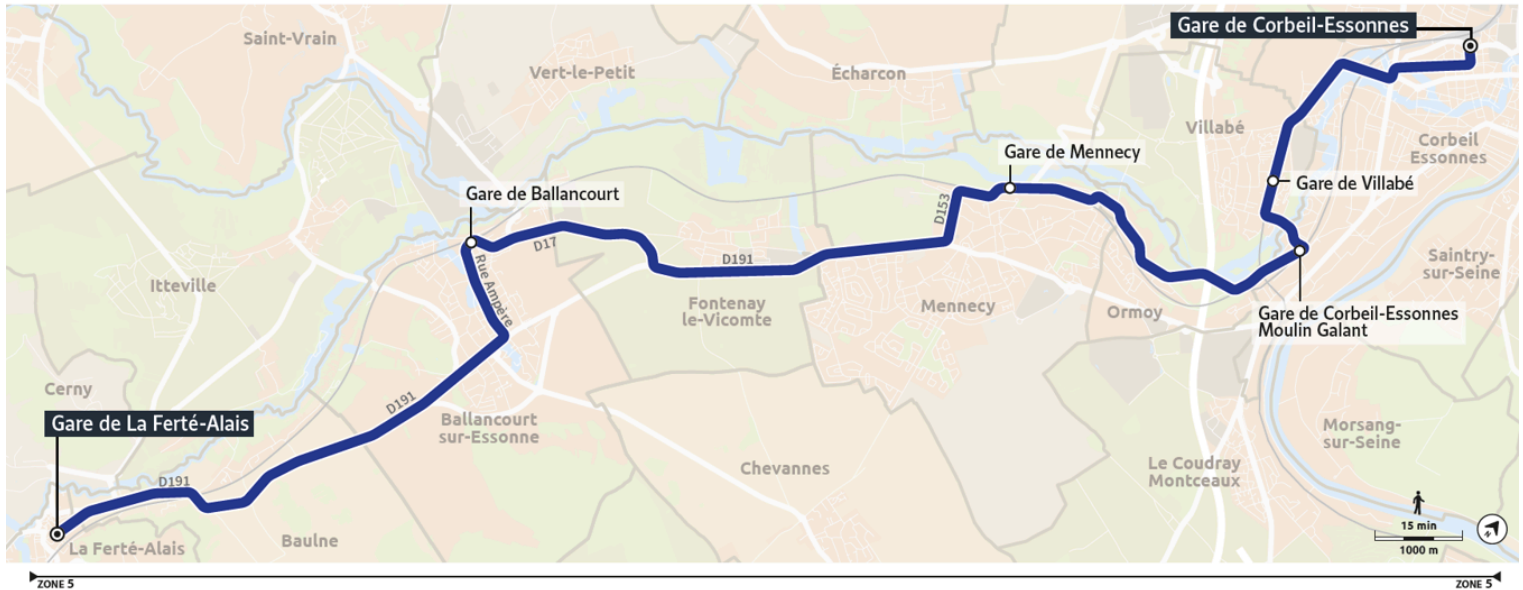 Gare de Corbeil-Essonnes
Saint-Vrain
Vert-le-Petit
Écharcon
Villabé
Corbeil
Essonnes
Gare de Mennecy
Gare de Villabé
Gare de Ballancourt
D153
D17
D191
Rue Ampère
Itteville
Fontenay
le-Vicomte
Mennecy
Ormoy
Saintry-
sur-Seine
Gare de Corbeil-Essonnes
Moulin Galant
Cerny
D191
Gare de La Ferté-Alais
Ballancourt
sur-Essonne
Morsang-
sur-Seine
Chevannes
Le Coudray
Montceaux
D191
La Ferté-Alais
Baulne
15 min
1000 m
ZONE 5
ZONE 5